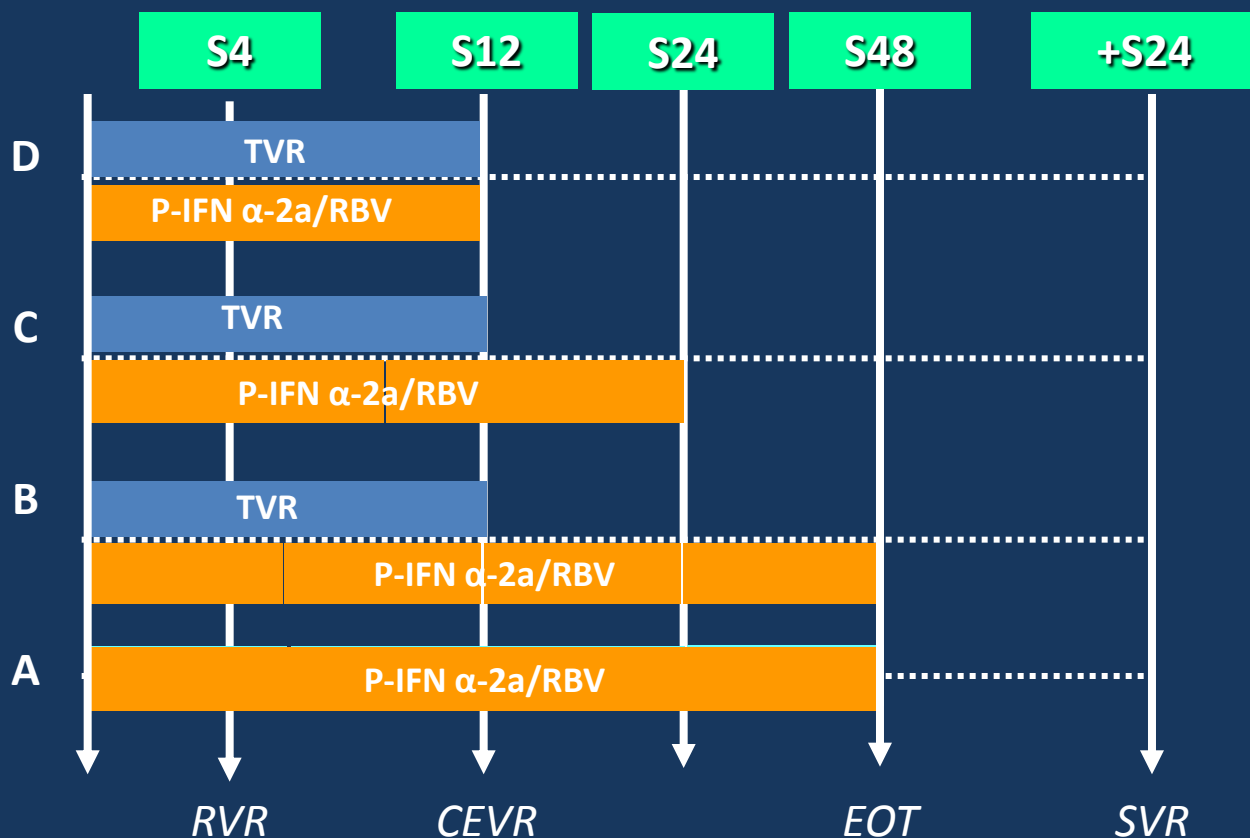 S4 S12 S24 S48 +S24
D
TVR
P-IFN α-2a/RBV
C
TVR
P-IFN α-2a/RBV
B
TVR
P-IFN α-2a/RBV
A
P-IFN α-2a/RBV
RVR CEVR EOT SVR